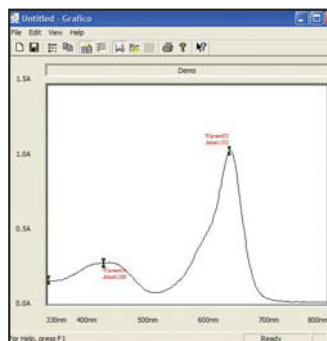 Untitled - Grafico
File Edit View Help
Demo
1.5A
1.0A
0.5A
0.0A
330nm 400nm 500nm 600nm 700nm 800nm
For Help, press F1 Ready